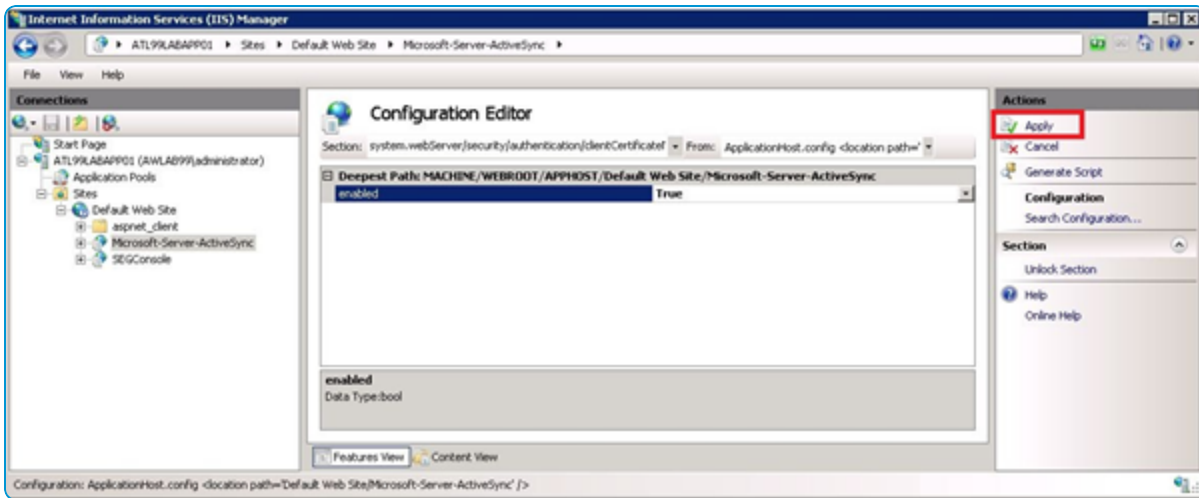 Internet Information Services (IIS) Manager
ATL99LABAPP01 Sites Default Web Site Microsoft-Server-ActiveSync
File View Help
Connections
Start Page
ATL99LABAPP01 (AWLAB99\administrator)
Application Pools
Sites
Default Web Site
aspnet_client
Microsoft-Server-ActiveSync
SEGConsole
Configuration Editor
Section: system.webServer/security/authentication/clientCertificateM From: ApplicationHost.config <location path='
Deepest Path: MACHINE/WEBROOT/APPHOST/Default Web Site/Microsoft-Server-ActiveSync
enabled True
enabled
Data Type:bool
Features View Content View
Actions
Apply
Cancel
Generate Script
Configuration
Search Configuration...
Section
Unlock Section
Help
Online Help
Configuration: ApplicationHost.config <location path='Default Web Site/Microsoft-Server-ActiveSync' />